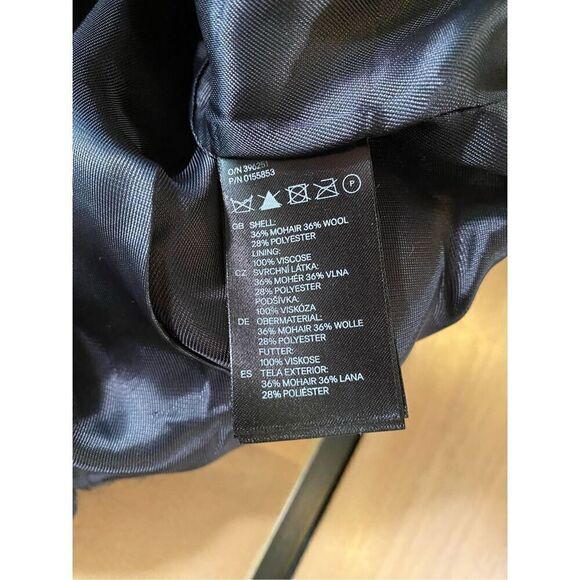 O/N 396251
P/N 0155853
P
GB SHELL:
36% MOHAIR 36% WOOL
28% POLYESTER
LINING:
100% VISCOSE
CZ SVRCHNÍ LÁTKA:
36% MOHÉR 36% VLNA
28% POLYESTER
PODŠÍVKA:
100% VISKÓZA
DE OBERMATERIAL:
36% MOHAIR 36% WOLLE
28% POLYESTER
FUTTER:
100% VISKOSE
ES TELA EXTERIOR:
36% MOHAIR 36% LANA
28% POLIÉSTER